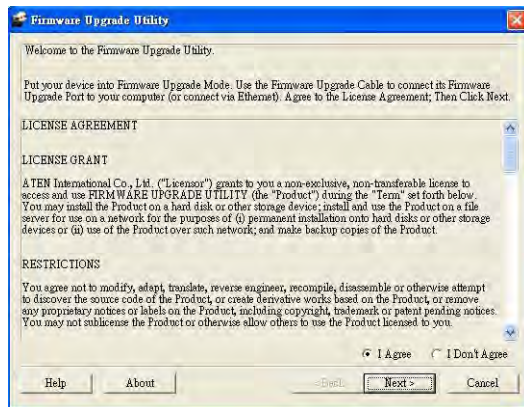 Firmware Upgrade Utility
Welcome to the Firmware Upgrade Utility.
Put your device into Firmware Upgrade Mode. Use the Firmware Upgrade Cable to connect its Firmware
Upgrade Port to your computer (or connect via Ethernet). Agree to the License Agreement; Then Click Next.
LICENSE AGREEMENT
LICENSE GRANT
ATEN International Co., Ltd. ("Licensor") grants to you a non-exclusive, non-transferable license to
access and use FIRMWARE UPGRADE UTILITY (the "Product") during the "Term" set forth below.
You may install the Product on a hard disk or other storage device; install and use the Product on a file
server for use on a network for the purposes of (i) permanent installation onto hard disks or other storage
devices or (ii) use of the Product over such network; and make backup copies of the Product.
RESTRICTIONS
You agree not to modify, adapt, translate, reverse engineer, recompile, disassemble or otherwise attempt
to discover the source code of the Product, or create derivative works based on the Product, or remove
any proprietary notices or labels on the Product, including copyright, trademark or patent pending notices.
You may not sublicense the Product or otherwise allow others to use the Product licensed to you.
I Agree I Don't Agree
Help About < Back Next > Cancel